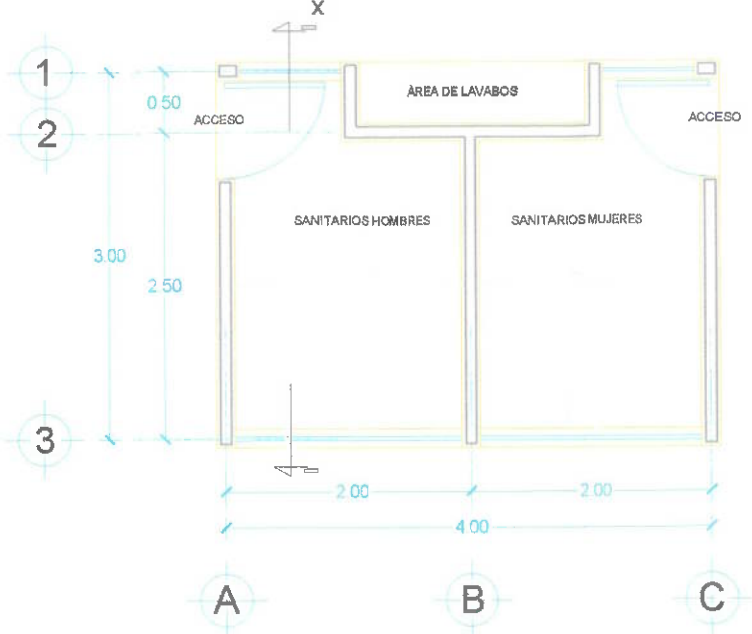 X
1
ÁREA DE LAVABOS
0.50
ACCESO
ACCESO
2
SANITARIOS HOMBRES
SANITARIOS MUJERES
3.00
2.50
3
2.00
2.00
4.00
A
B
C